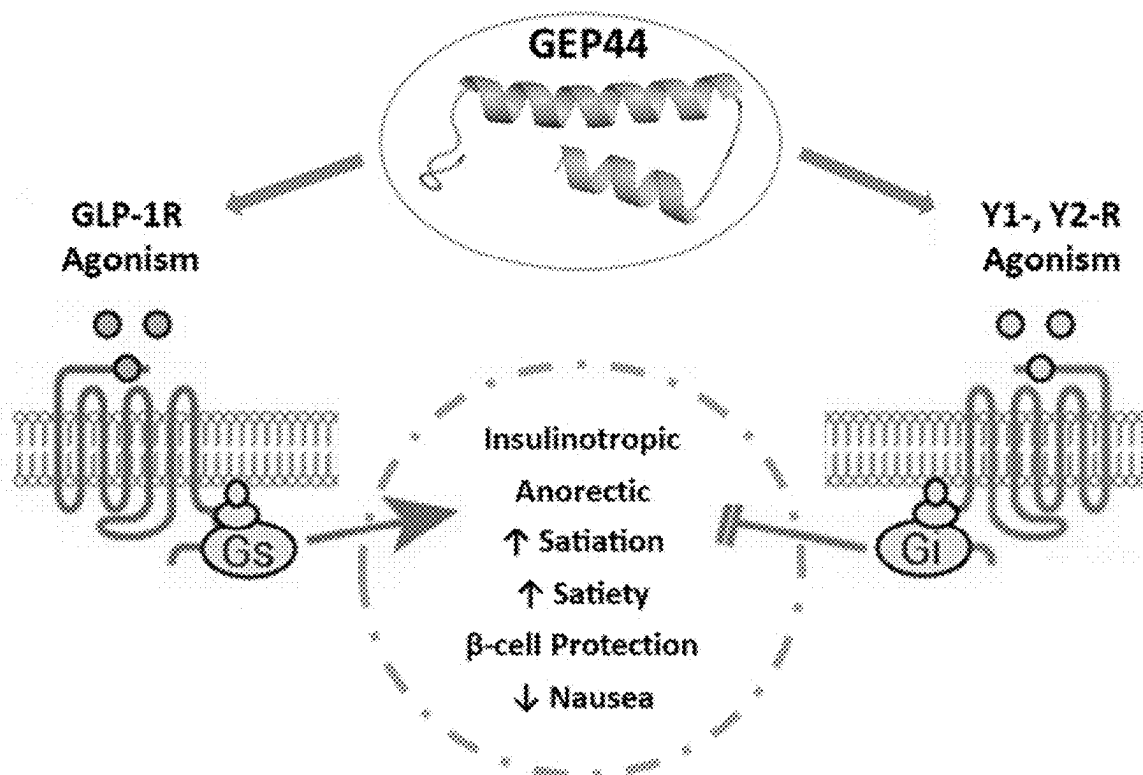 GEP44
GLP-1R
Agonism
Y1-, Y2-R
Agonism
Insulinotropic
Anorectic
↑ Satiation
↑ Satiety
β-cell Protection
↓ Nausea
Gs
Gi